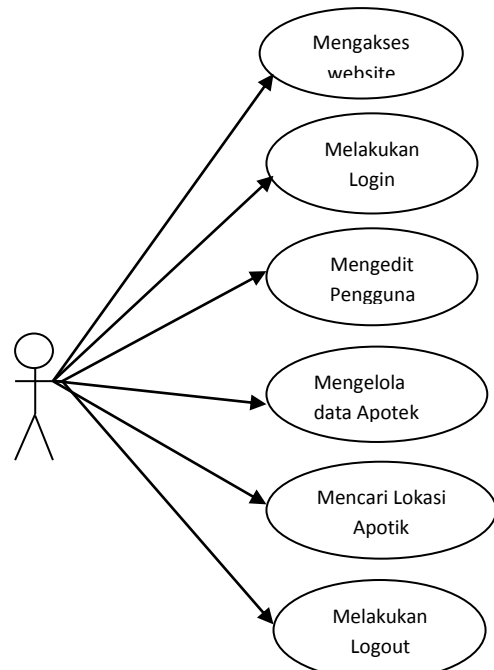 Mengakses
website
Melakukan
Login
Mengedit
Pengguna
Mengelola
data Apotek
Mencari Lokasi
Apotik
Melakukan
Logout